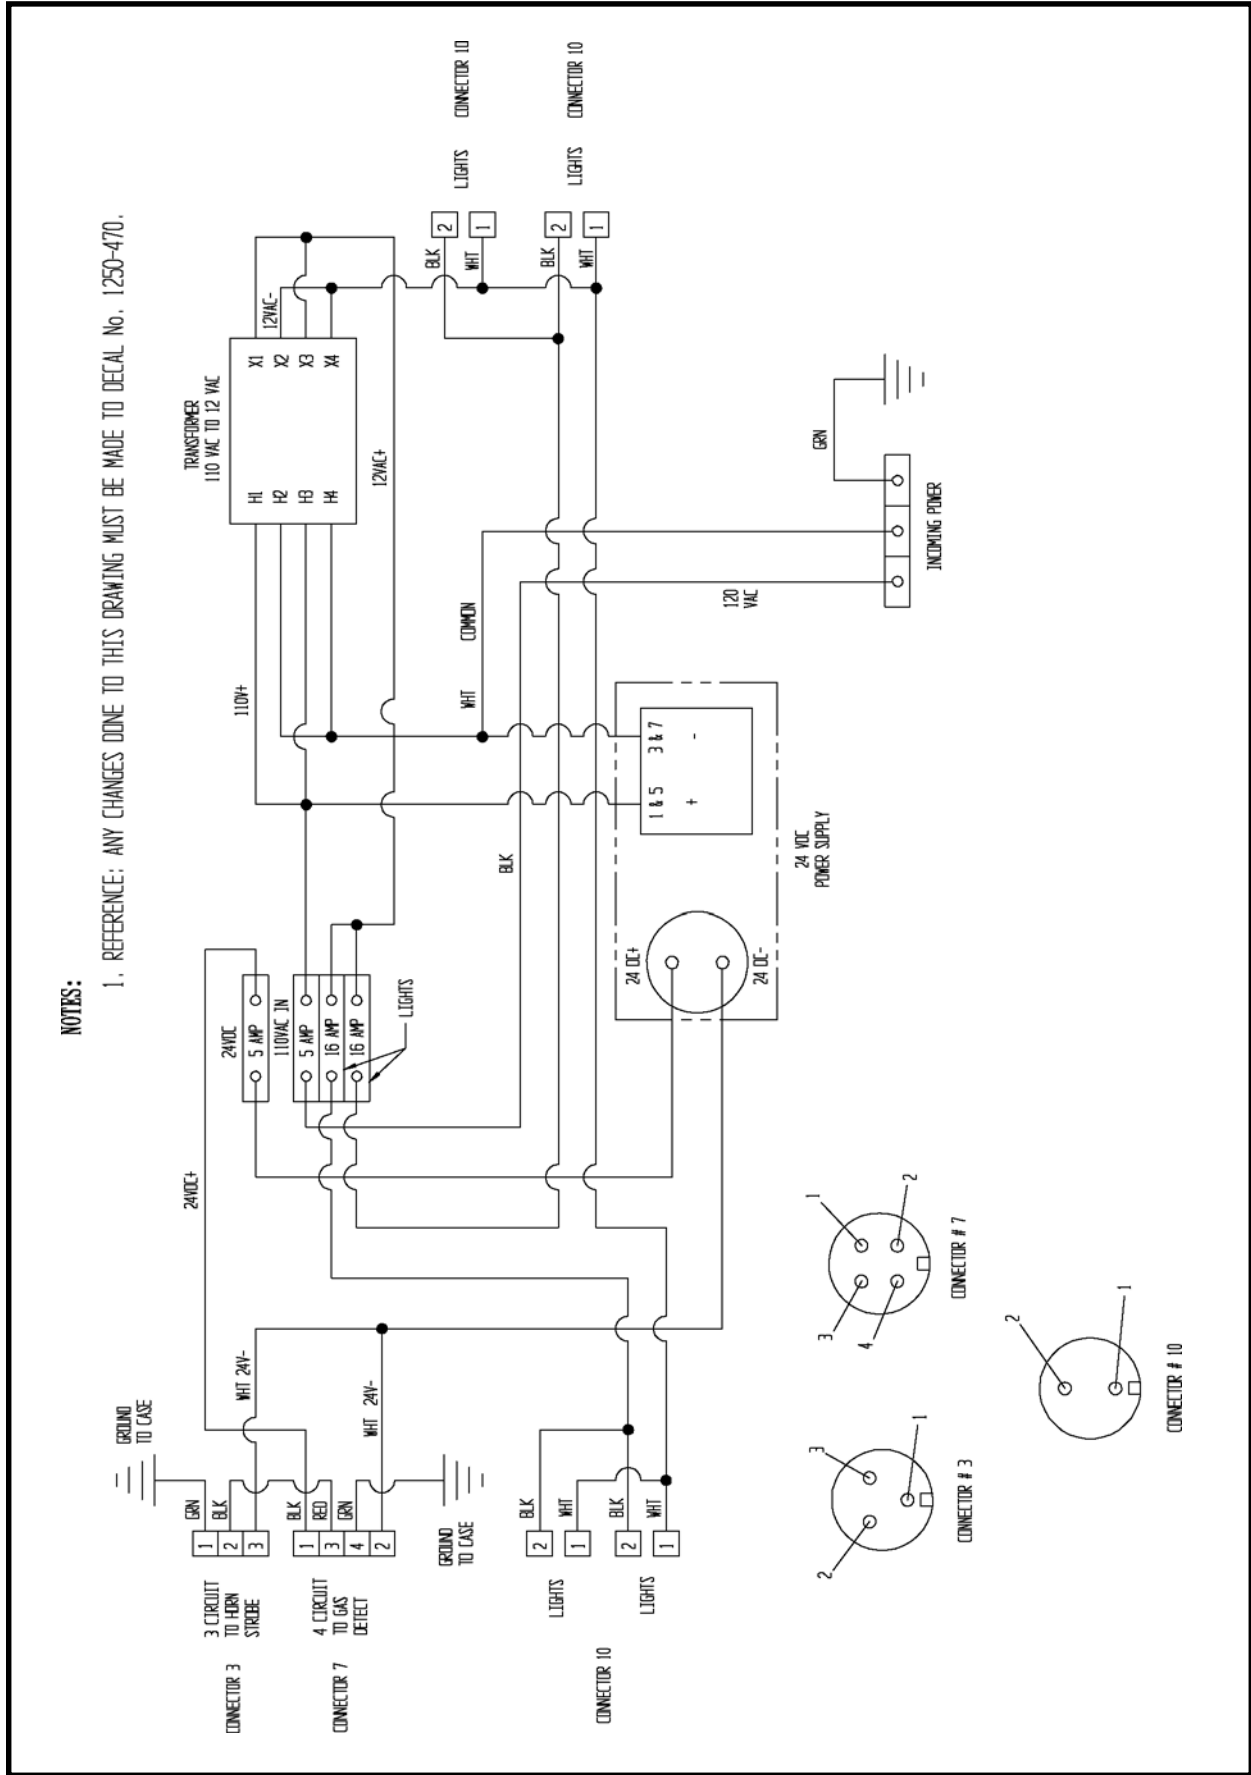 NOTES:
1. REFERENCE: ANY CHANGES DONE TO THIS DRAWING MUST BE MADE TO DECAL No. 1250-470.
GROUND
TO CASE
24VDC+
24VDC
5 AMP
110VAC IN
5 AMP
16 AMP
16 AMP
LIGHTS
110V+
TRANSFORMER
110 VAC TO 12 VAC
H1
H2
H3
H4
X1
X2
X3
X4
12VAC-
12VAC+
3 CIRCUIT
TO HORN
STROBE
CONNECTOR 3
1
2
3
GRN
BLK
WHT 24V-
4 CIRCUIT
TO GAS
DETECT
CONNECTOR 7
1
3
4
2
BLK
RED
GRN
WHT 24V-
GROUND
TO CASE
BLK
WHT
COMMON
BLK
WHT
2
1
LIGHTS
CONNECTOR 10
BLK
WHT
2
1
LIGHTS
CONNECTOR 10
CONNECTOR 10
LIGHTS
2
1
BLK
WHT
LIGHTS
2
1
BLK
WHT
24 DC+
24 DC-
1 & 5
3 & 7
+
-
24 VDC
POWER SUPPLY
120
VAC
GRN
INCOMING POWER
1
2
3
4
CONNECTOR # 7
3
1
2
CONNECTOR # 3
2
1
CONNECTOR # 10